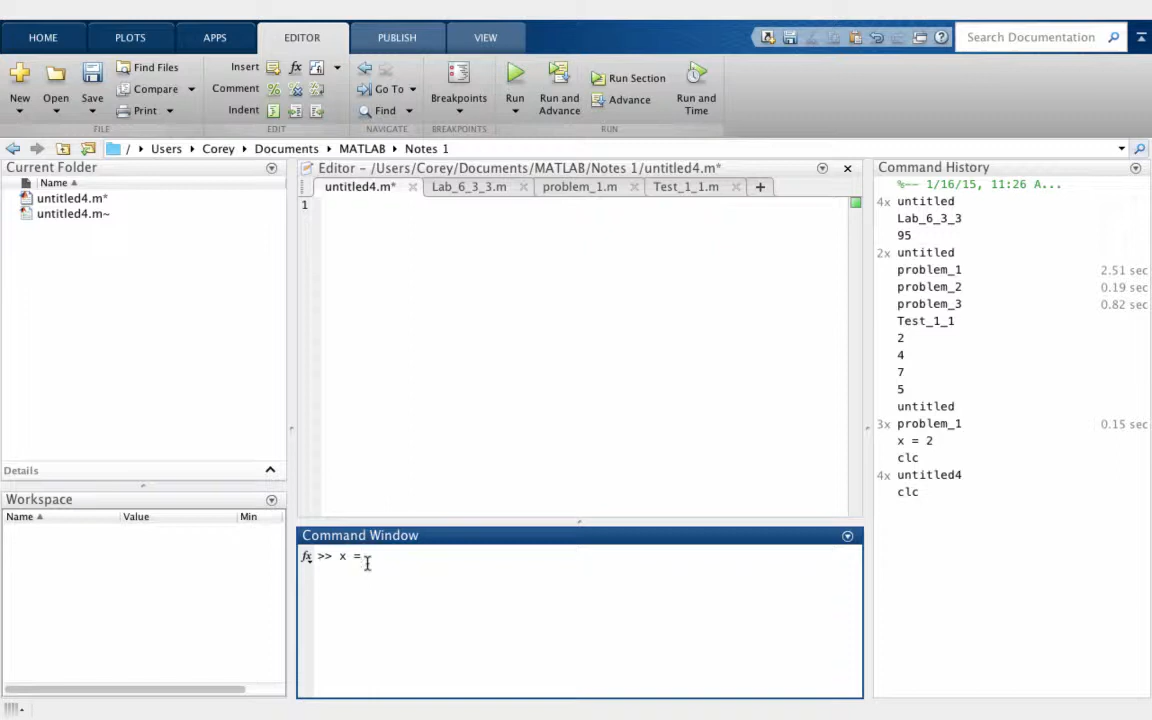 HOME PLOTS APPS EDITOR PUBLISH VIEW Search Documentation
New Open Save Find Files Compare Print Insert Comment Indent Go To Find Breakpoints Run Run and Advance Run Section Advance Run and Time
FILE EDIT NAVIGATE BREAKPOINTS RUN
/ Users Corey Documents MATLAB Notes 1
Current Folder
Name
untitled4.m*
untitled4.m~
Details
Workspace
Name Value Min
Editor – /Users/Corey/Documents/MATLAB/Notes 1/untitled4.m*
untitled4.m* Lab_6_3_3.m problem_1.m Test_1_1.m
1
Command Window
fx >> x =
Command History
%-- 1/16/15, 11:26 A...
4x untitled
Lab_6_3_3
95
2x untitled
problem_1 2.51 sec
problem_2 0.19 sec
problem_3 0.82 sec
Test_1_1
2
4
7
5
untitled
3x problem_1 0.15 sec
x = 2
clc
4x untitled4
clc